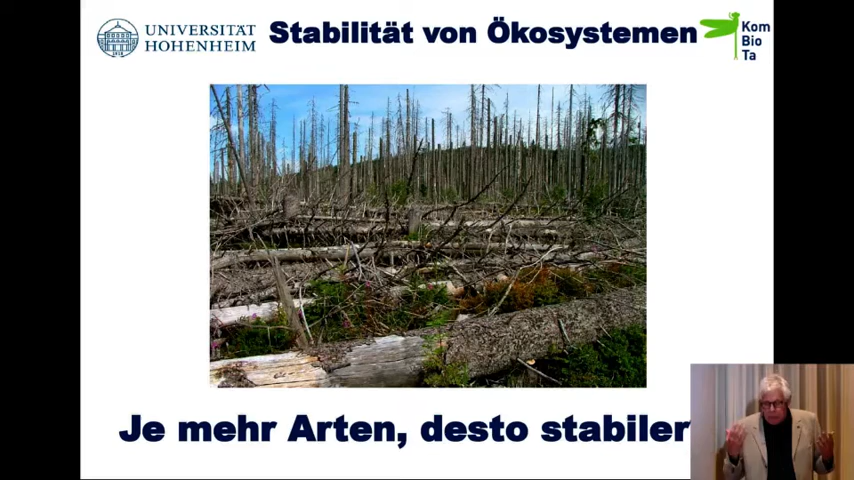 UNIVERSITÄT
HOHENHEIM
Stabilität von Ökosystemen
Kom
Bio
Ta
Je mehr Arten, desto stabiler